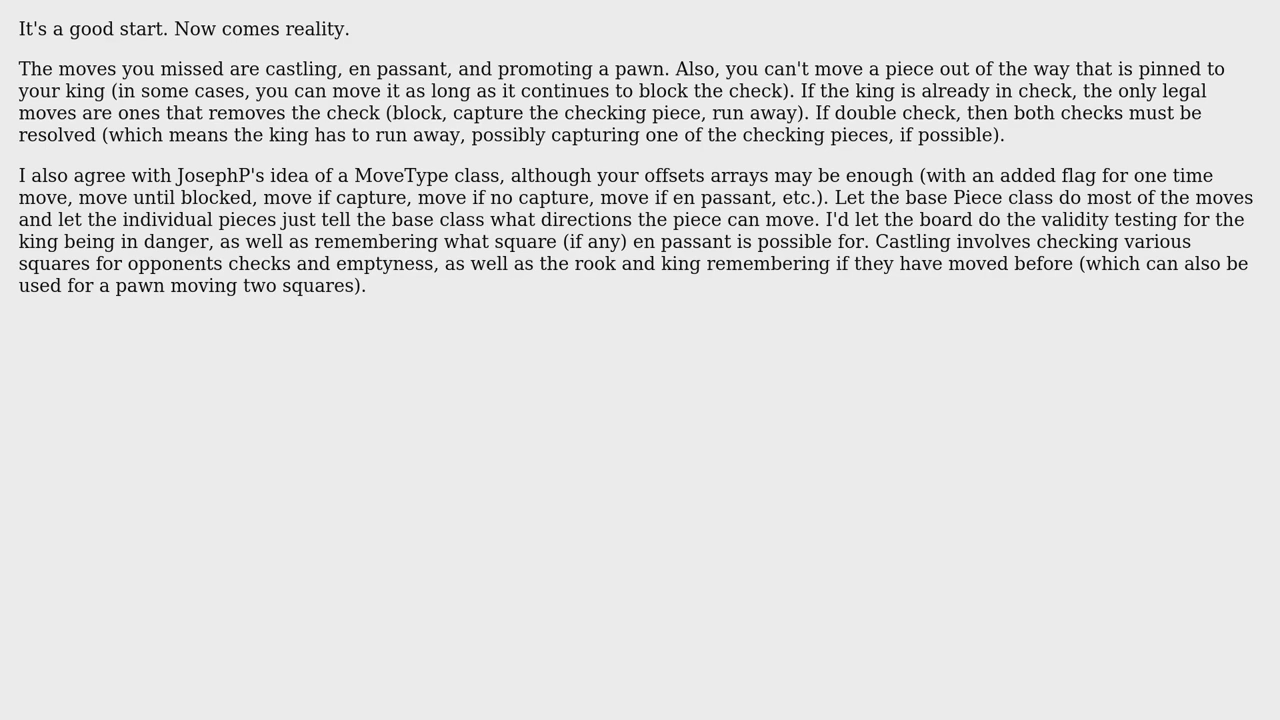 It's a good start. Now comes reality.
The moves you missed are castling, en passant, and promoting a pawn. Also, you can't move a piece out of the way that is pinned to
your king (in some cases, you can move it as long as it continues to block the check). If the king is already in check, the only legal
moves are ones that removes the check (block, capture the checking piece, run away). If double check, then both checks must be
resolved (which means the king has to run away, possibly capturing one of the checking pieces, if possible).
I also agree with JosephP's idea of a MoveType class, although your offsets arrays may be enough (with an added flag for one time
move, move until blocked, move if capture, move if no capture, move if en passant, etc.). Let the base Piece class do most of the moves
and let the individual pieces just tell the base class what directions the piece can move. I'd let the board do the validity testing for the
king being in danger, as well as remembering what square (if any) en passant is possible for. Castling involves checking various
squares for opponents checks and emptyness, as well as the rook and king remembering if they have moved before (which can also be
used for a pawn moving two squares).